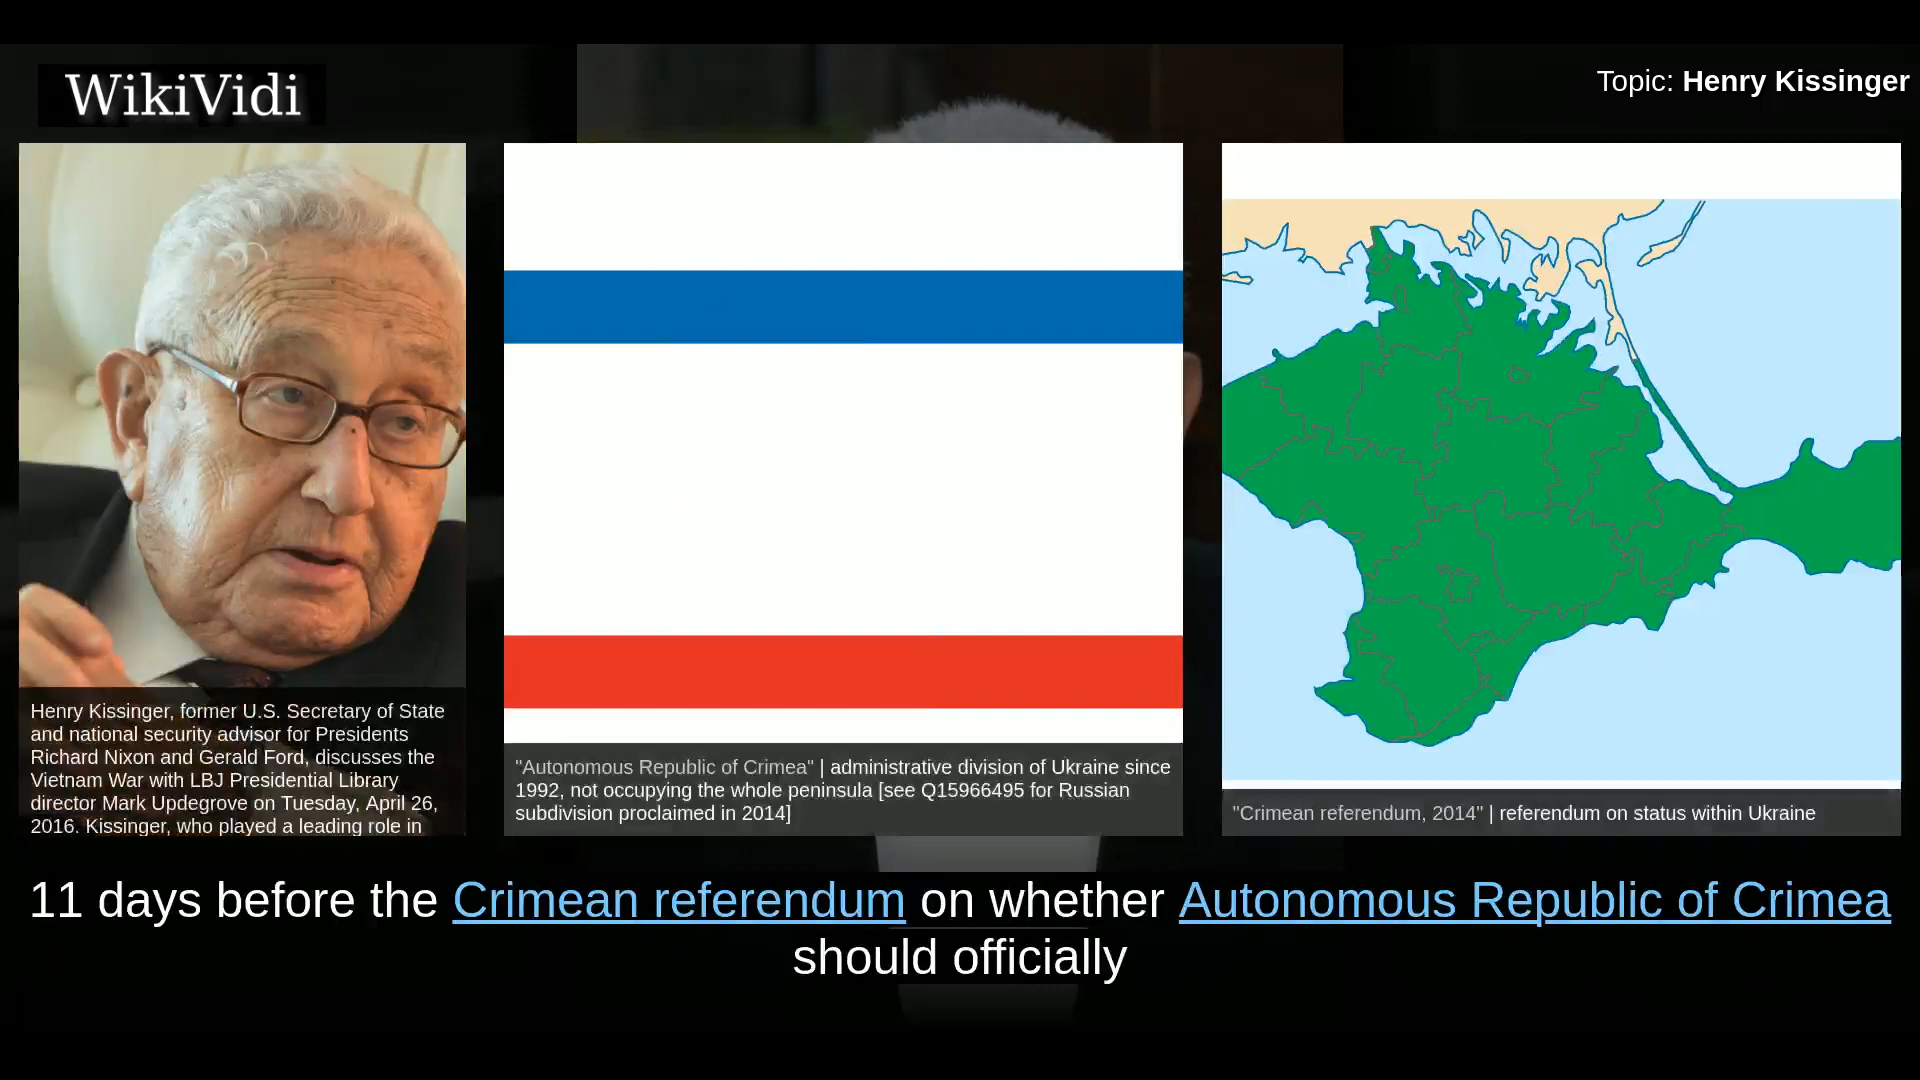 WikiVidi
Topic: Henry Kissinger
Henry Kissinger, former U.S. Secretary of State
and national security advisor for Presidents
Richard Nixon and Gerald Ford, discusses the
Vietnam War with LBJ Presidential Library
director Mark Updegrove on Tuesday, April 26,
2016. Kissinger, who played a leading role in
"Autonomous Republic of Crimea" | administrative division of Ukraine since
1992, not occupying the whole peninsula [see Q15966495 for Russian
subdivision proclaimed in 2014]
"Crimean referendum, 2014" | referendum on status within Ukraine
11 days before the Crimean referendum on whether Autonomous Republic of Crimea
should officially